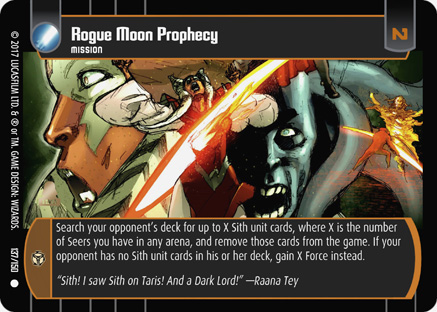 Rogue Moon Prophecy
MISSION
Search your opponent's deck for up to X Sith unit cards, where X is the number
of Seers you have in any arena, and remove those cards from the game. If your
opponent has no Sith unit cards in his or her deck, gain X Force instead.
"Sith! I saw Sith on Taris! And a Dark Lord!" —Raana Tey
© 2017 LUCASFILM LTD. & ® or TM. GAME DESIGN: WIZARDS.
127/150